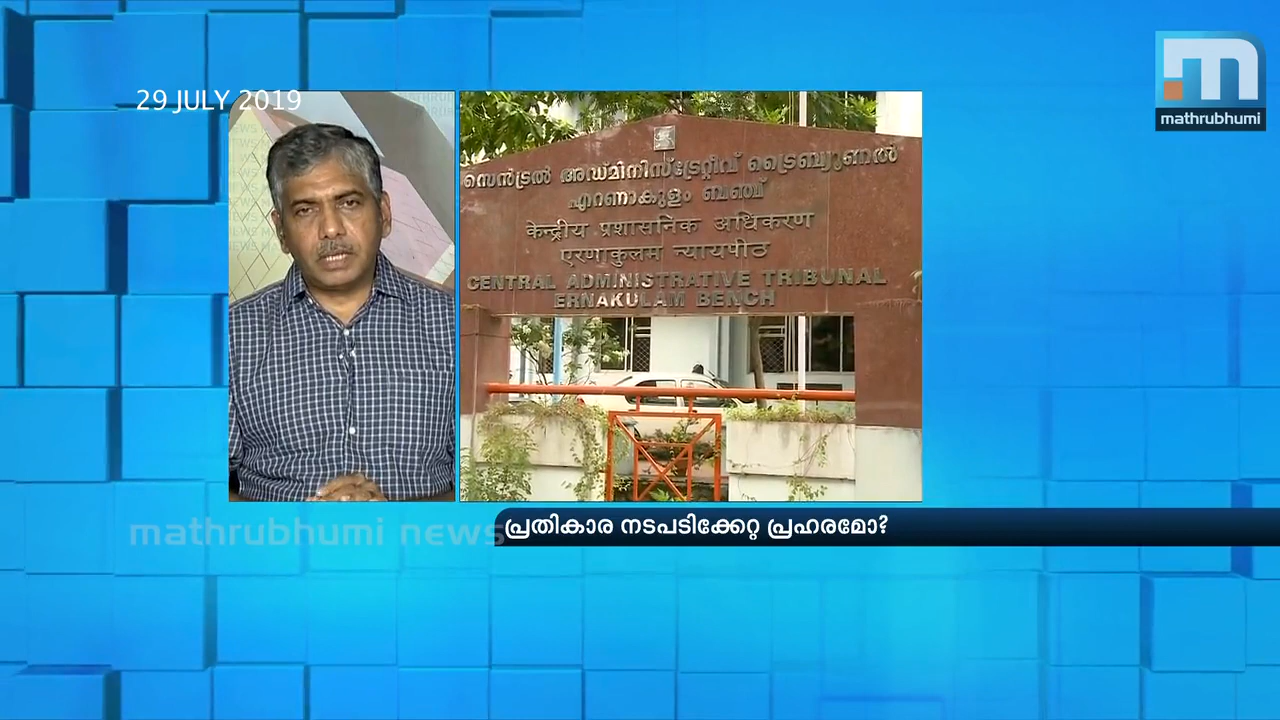 29 JULY 2019
mathrubhumi
സെൻട്രൽ അഡ്മിനിസ്ട്രേറ്റീവ് ട്രൈബ്യൂണൽ
എറണാകുളം ബഞ്ച്
केन्द्रीय प्रशासनिक अधिकरण
एरणाकुलम न्यायपीठ
CENTRAL ADMINISTRATIVE TRIBUNAL
ERNAKULAM BENCH
mathrubhumi news
പ്രതികാര നടപടിക്കേറ്റ പ്രഹരമോ?